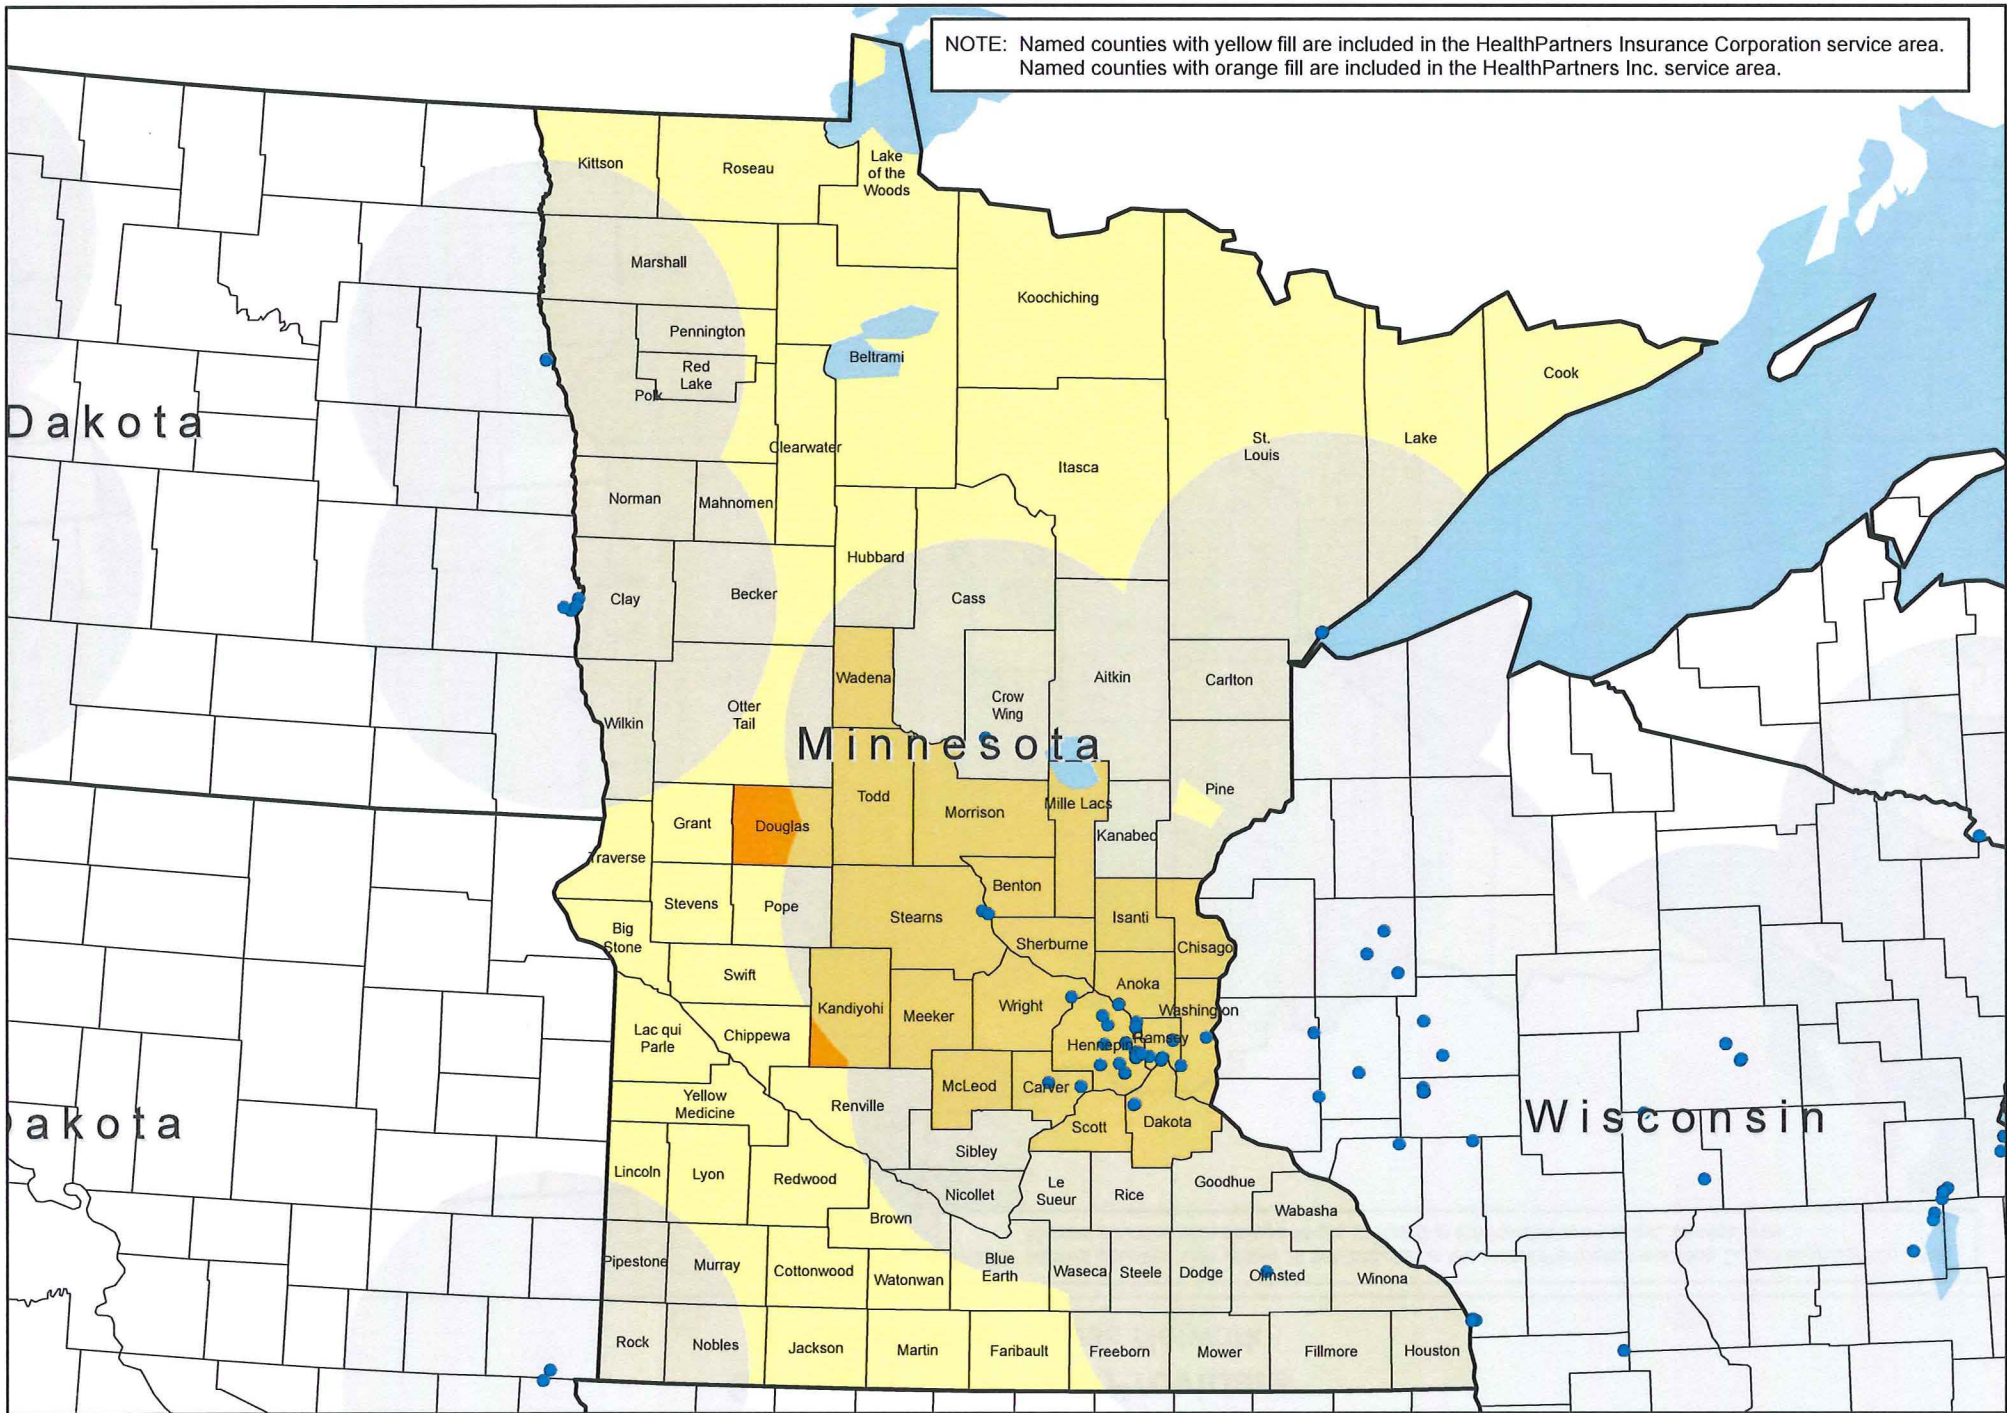 NOTE: Named counties with yellow fill are included in the HealthPartners Insurance Corporation service area.
Named counties with orange fill are included in the HealthPartners Inc. service area.
Kittson
Roseau
Lake
of the
Woods
Marshall
Koochiching
Pennington
Beltrami
Red
Lake
Polk
Cook
Dakota
Clearwater
St.
Louis
Lake
Itasca
Norman
Mahnomen
Hubbard
Clay
Becker
Cass
Wadena
Aitkin
Carlton
Otter
Tail
Crow
Wing
Wilkin
Minnesota
Pine
Todd
Mille Lacs
Morrison
Grant
Douglas
Kanabec
Traverse
Benton
Stevens
Pope
Stearns
Isanti
Big
Stone
Sherburne
Chisago
Swift
Anoka
Kandiyohi
Wright
Washington
Meeker
Lac qui
Parle
Chippewa
Hennepin
Ramsey
McLeod
Carver
Yellow
Medicine
Renville
Dakota
Scott
Wisconsin
akota
Sibley
Lincoln
Lyon
Redwood
Le
Sueur
Rice
Goodhue
Nicollet
Wabasha
Brown
Pipestone
Murray
Cottonwood
Watonwan
Blue
Earth
Waseca
Steele
Dodge
Olmsted
Winona
Rock
Nobles
Jackson
Martin
Faribault
Freeborn
Mower
Fillmore
Houston